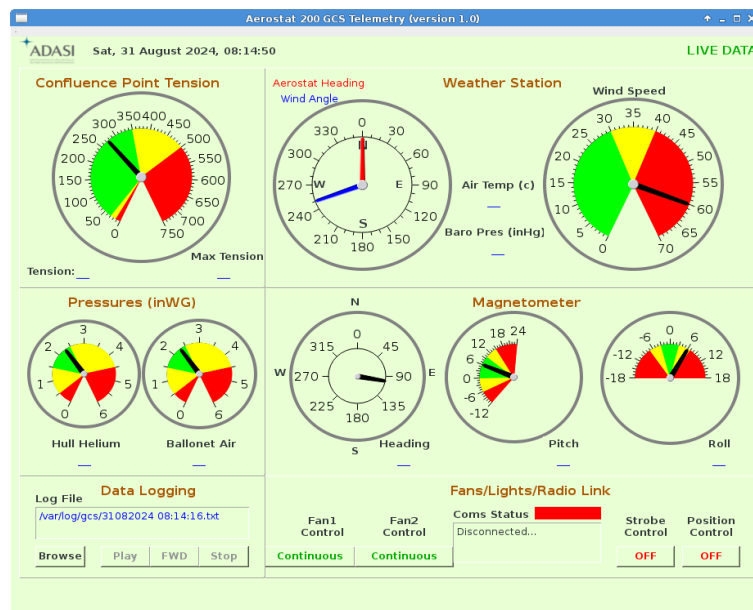 Aerostat 200 GCS Telemetry (version 1.0)
ADASI Sat, 31 August 2024, 08:14:50 LIVE DATA
Confluence Point Tension
0 50 100 150 200 250 300 350 400 450 500 550 600 650 700 750
Tension:
Max Tension
Aerostat Heading
Wind Angle
0 30 60 90 120 150 180 210 240 270 300 330
N E S W
Weather Station
Air Temp (c)
Baro Pres (inHg)
Wind Speed
0 5 10 15 20 25 30 35 40 45 50 55 60 65 70
Pressures (inWG)
0 1 2 3 4 5 6
0 1 2 3 4 5 6
Hull Helium Ballonet Air
Magnetometer
N E S W
0 45 90 135 180 225 270 315
Heading
-12 -6 0 6 12 18 24
Pitch
-18 -12 -6 0 6 12 18
Roll
Data Logging
Log File
/var/log/gcs/31082024 08:14:16.txt
Browse Play FWD Stop
Fans/Lights/Radio Link
Fan1 Control
Continuous
Fan2 Control
Continuous
Coms Status
Disconnected...
Strobe Control
OFF
Position Control
OFF